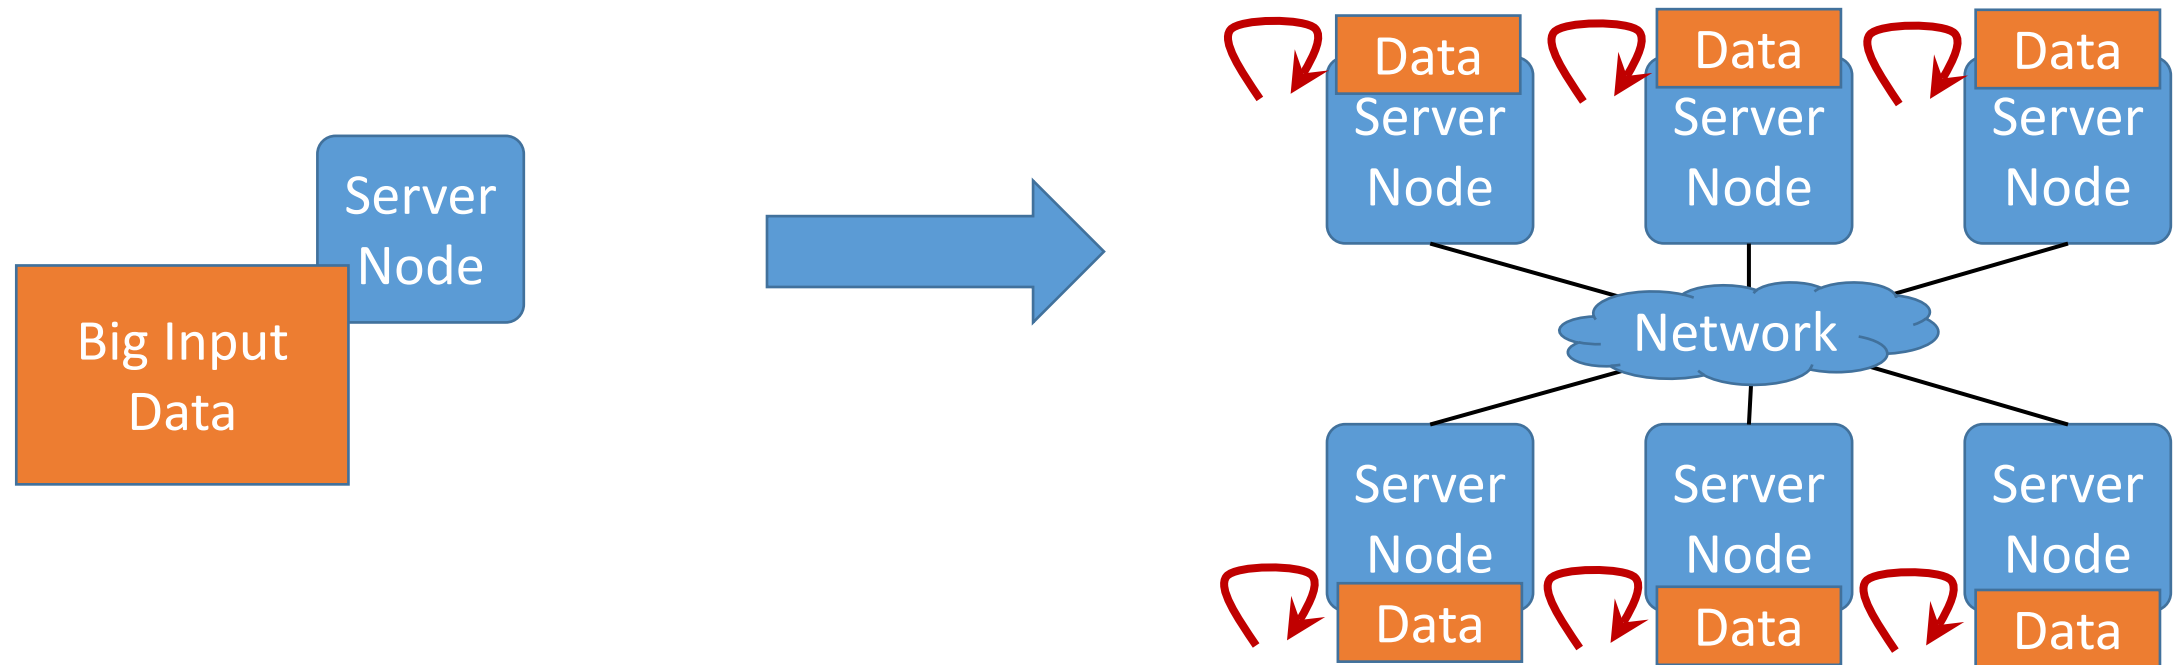 Server
Node
Big Input
Data
Data
Server
Node
Data
Server
Node
Data
Server
Node
Network
Server
Node
Data
Server
Node
Data
Server
Node
Data